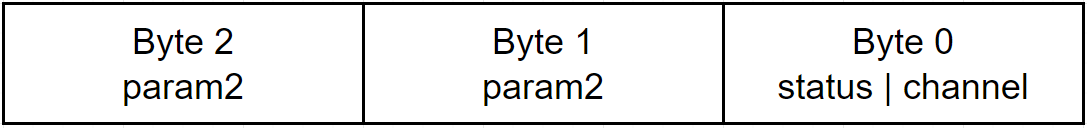 Byte 2
param2
Byte 1
param2
Byte 0
status | channel